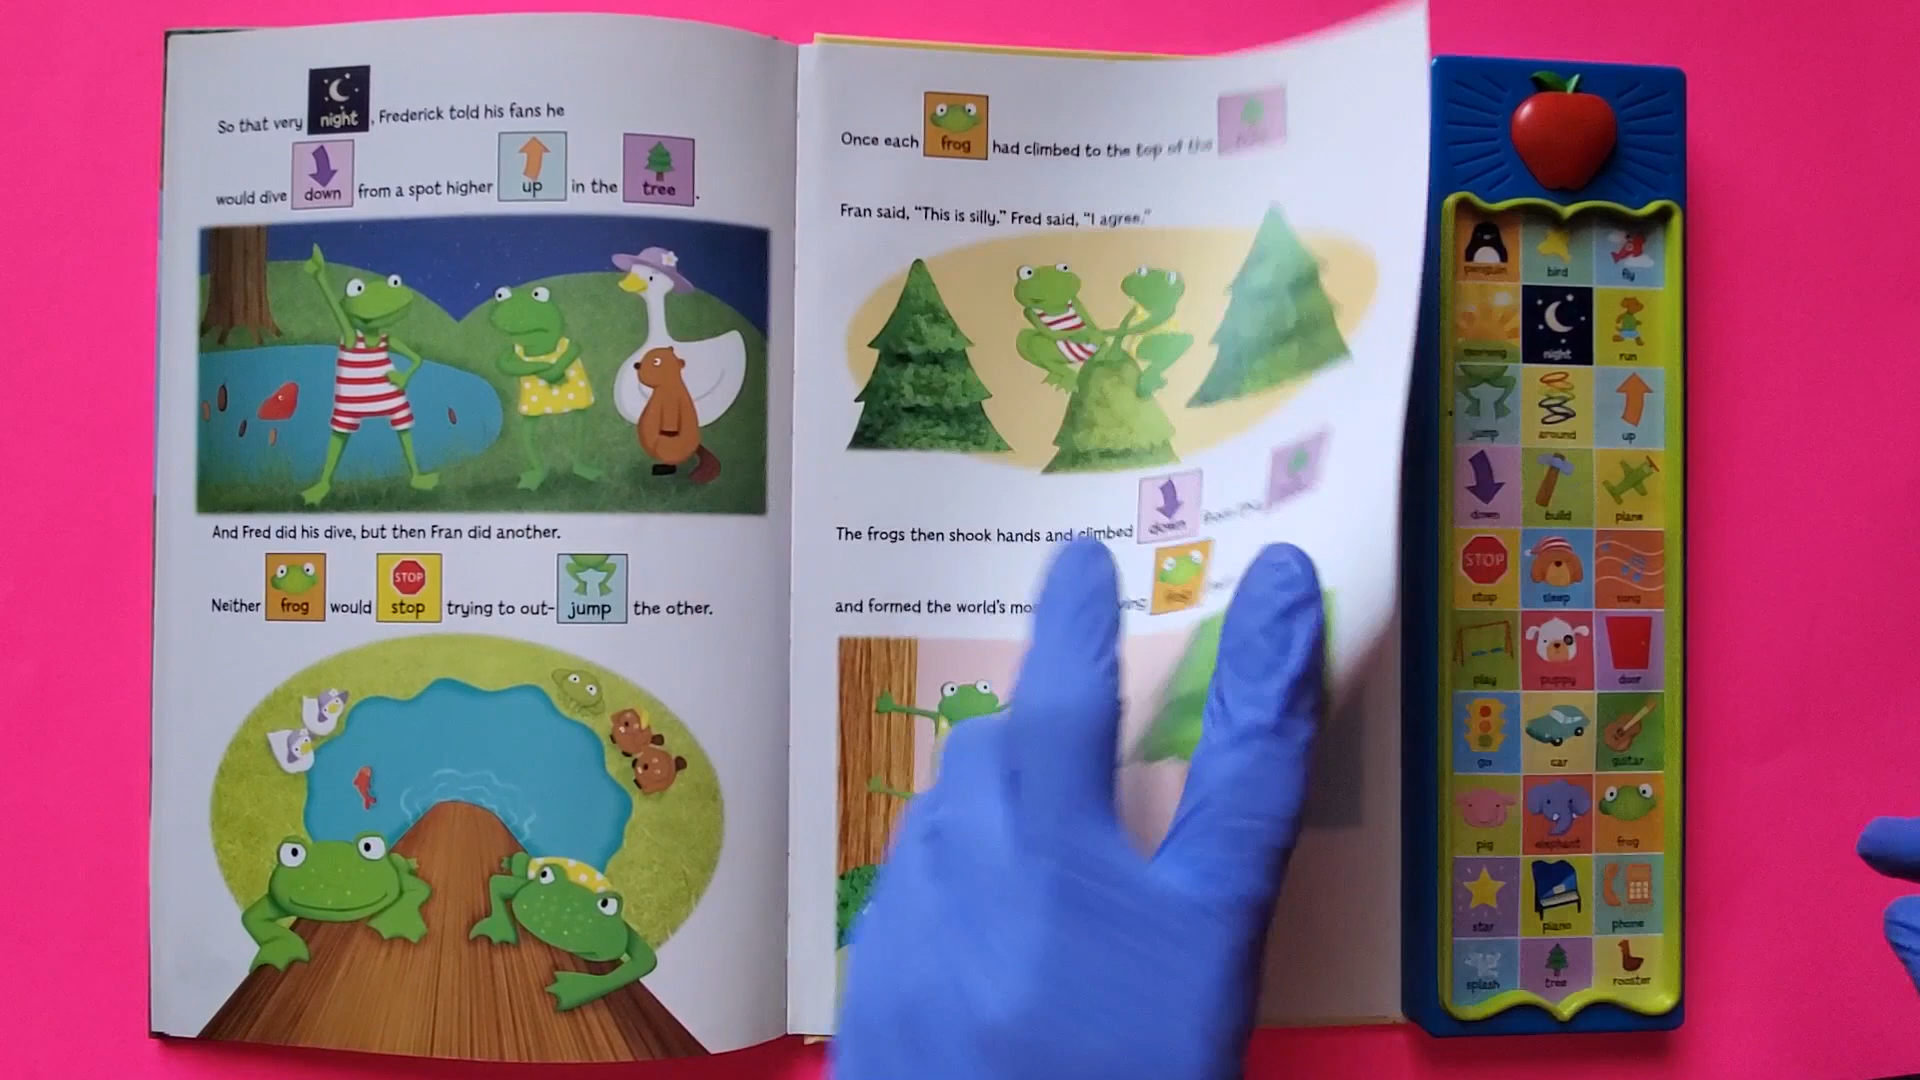 So that very night, Frederick told his fans he
would dive down from a spot higher up in the tree.
And Fred did his dive, but then Fran did another.
Neither frog would stop trying to out-jump the other.
Once each frog had climbed to the top of the
Fran said, "This is silly." Fred said, "I agree."
The frogs then shook hands and climbed down
and formed the world's
penguin bird fly
morning night run
jump around up
down build plane
STOP
stop sleep song
play puppy door
go car guitar
pig elephant frog
star piano phone
splash tree rooster